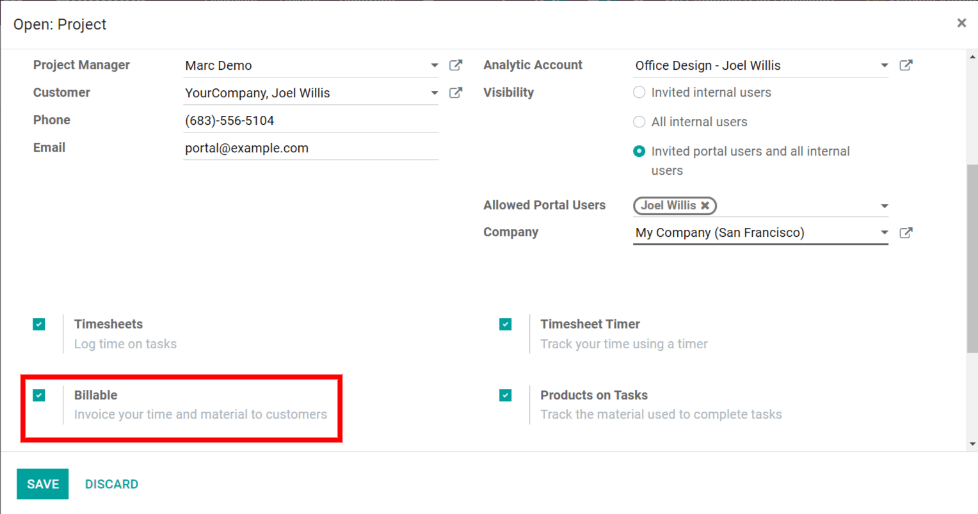 Open: Project
×
Project Manager
Marc Demo
Analytic Account
Office Design - Joel Willis
Customer
YourCompany, Joel Willis
Visibility
Invited internal users
Phone
(683)-556-5104
All internal users
Email
portal@example.com
Invited portal users and all internal
users
Allowed Portal Users
Joel Willis ×
Company
My Company (San Francisco)
Timesheets
Log time on tasks
Timesheet Timer
Track your time using a timer
Billable
Invoice your time and material to customers
Products on Tasks
Track the material used to complete tasks
SAVE
DISCARD